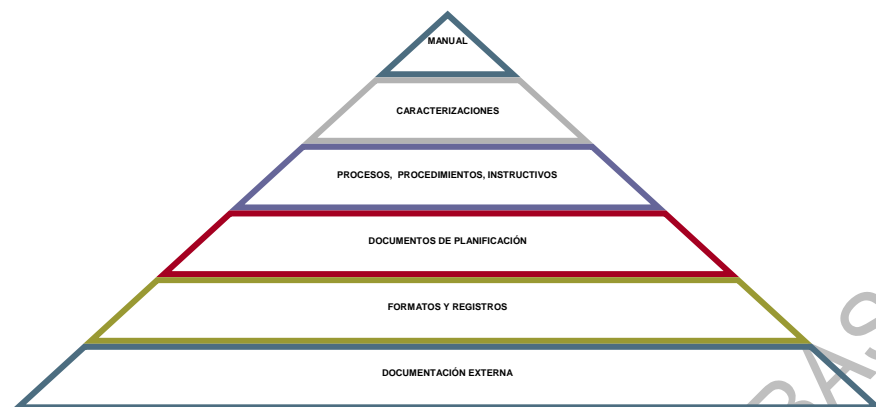 MANUAL
CARACTERIZACIONES
PROCESOS, PROCEDIMIENTOS, INSTRUCTIVOS
DOCUMENTOS DE PLANIFICACIÓN
FORMATOS Y REGISTROS
DOCUMENTACIÓN EXTERNA